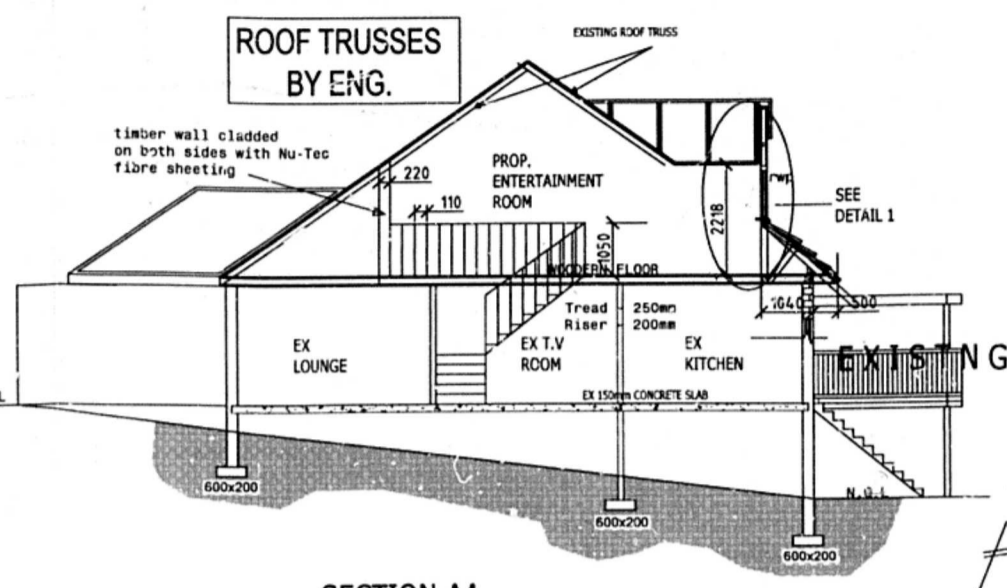 ROOF TRUSSES
BY ENG.
EXISTING ROOF TRUSS
timber wall cladded
on both sides with Nu-Tec
fibre sheeting
PROP.
ENTERTAINMENT
ROOM
220
110
rwp
SEE
DETAIL 1
2218
1050
WOODERN FLOOR
1040
500
Tread 250mm
Riser 200mm
EX
LOUNGE
EX T.V
ROOM
EX
KITCHEN
EXISTNG
EX 150mm CONCRETE SLAB
N.G.L
600x200
600x200
600x200
SECTION AA